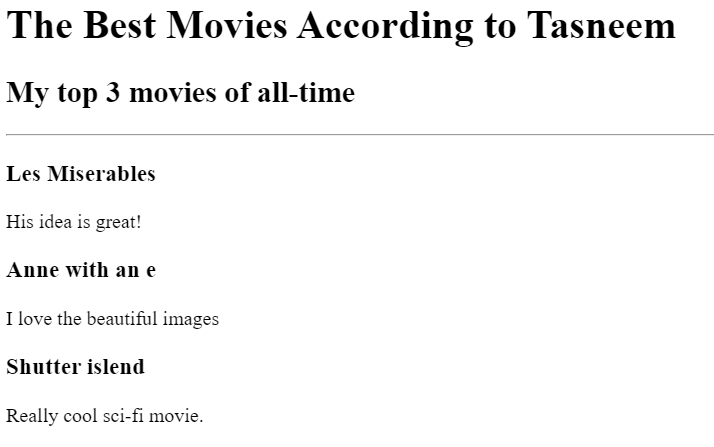 The Best Movies According to Tasneem
My top 3 movies of all-time
Les Miserables
His idea is great!
Anne with an e
I love the beautiful images
Shutter islend
Really cool sci-fi movie.